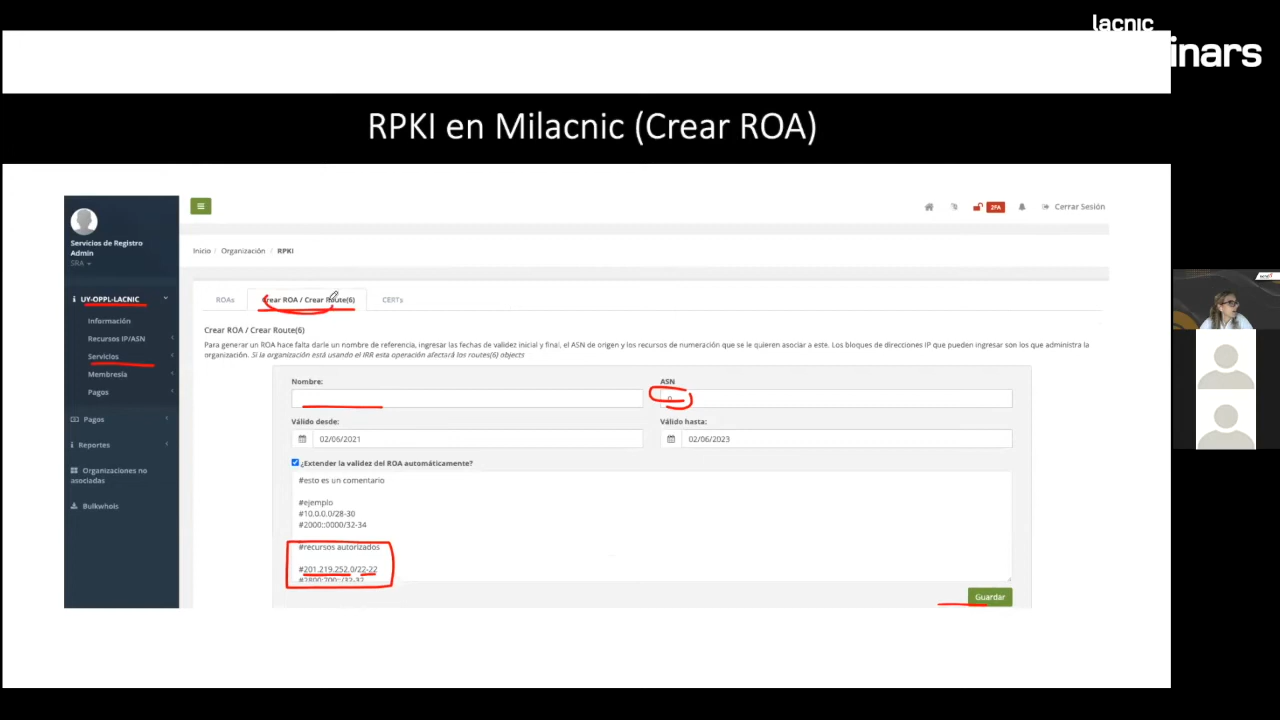 lacnic
inars
RPKI en Milacnic (Crear ROA)
Servicios de Registro
Admin
SRA
UY-OPPL-LACNIC
Información
Recursos IP/ASN
Servicios
Membresía
Pagos
Pagos
Reportes
Organizaciones no
asociadas
Bulkwhois
2FA
Cerrar Sesión
Inicio / Organización / RPKI
ROAs
Crear ROA / Crear Route(6)
CERTs
Crear ROA / Crear Route(6)
Para generar un ROA hace falta darle un nombre de referencia, ingresar las fechas de validez inicial y final, el ASN de origen y los recursos de numeración que se le quieren asociar a este. Los bloques de direcciones IP que pueden ingresar son los que administra la
organización. Si la organización está usando el IRR esta operación afectará los routes(6) objects
Nombre:
ASN
0
Válido desde:
Válido hasta:
02/06/2021
02/06/2023
¿Extender la validez del ROA automáticamente?
#esto es un comentario
#ejemplo
#10.0.0.0/28-30
#2000::0000/32-34
#recursos autorizados
#201.219.252.0/22-22
#2800:700::/32-32
Guardar